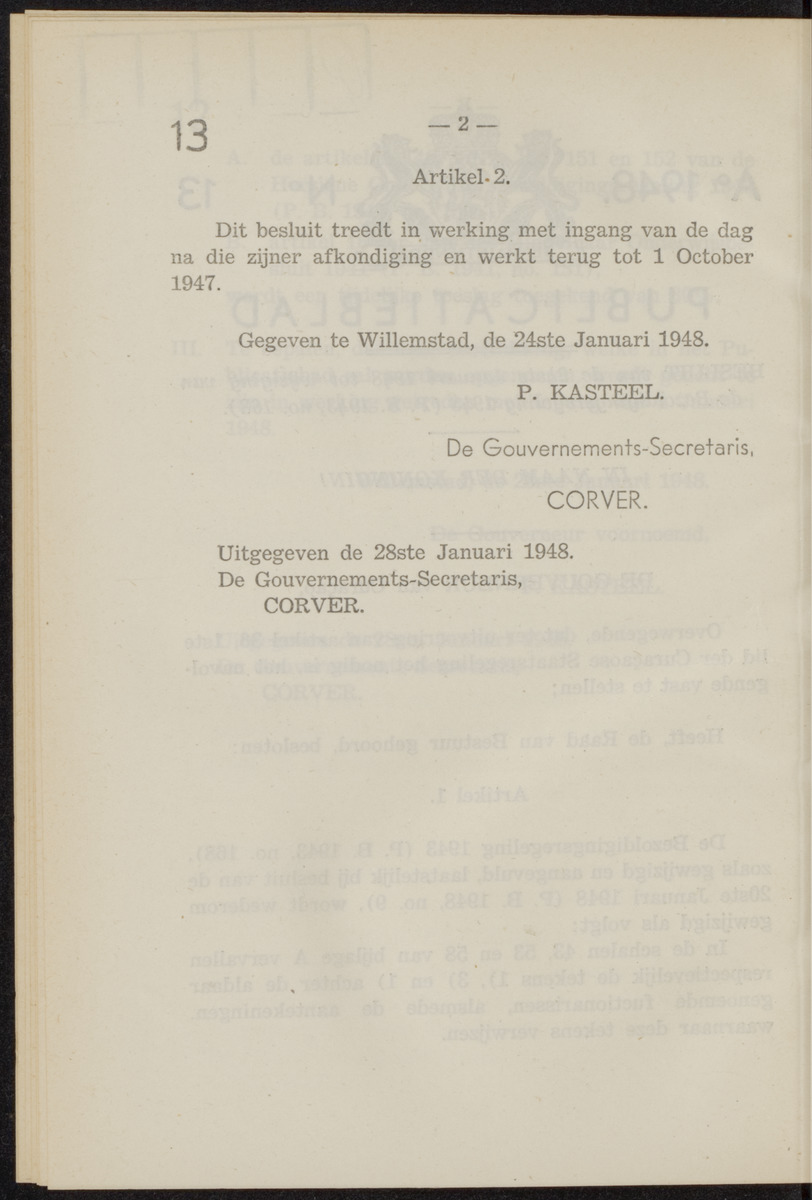 13
— 2 —
Artikel 2.
Dit besluit treedt in werking met ingang van de dag
na die zijner afkondiging en werkt terug tot 1 October
1947.
Gegeven te Willemstad, de 24ste Januari 1948.
P. KASTEEL.
De Gouvernements-Secretaris,
CORVER.
Uitgegeven de 28ste Januari 1948.
De Gouvernements-Secretaris,
CORVER.